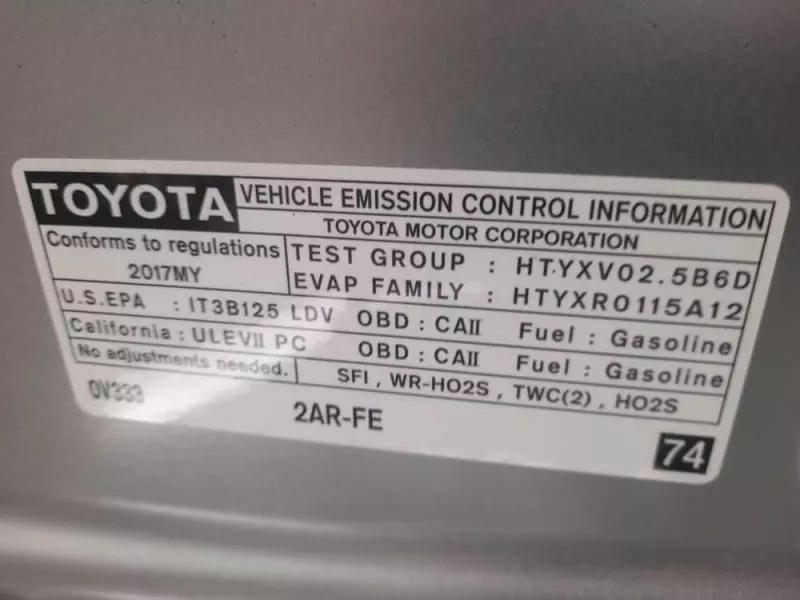 TOYOTA VEHICLE EMISSION CONTROL INFORMATION
TOYOTA MOTOR CORPORATION
Conforms to regulations
2017MY
TEST GROUP : HTYXV02.5B6D
EVAP FAMILY : HTYXR0115A12
U.S.EPA : IT3B125 LDV OBD : CAII Fuel : Gasoline
California : ULEVII PC OBD : CAII Fuel : Gasoline
No adjustments needed. SFI , WR-HO2S , TWC(2) , HO2S
0V333
2AR-FE
74